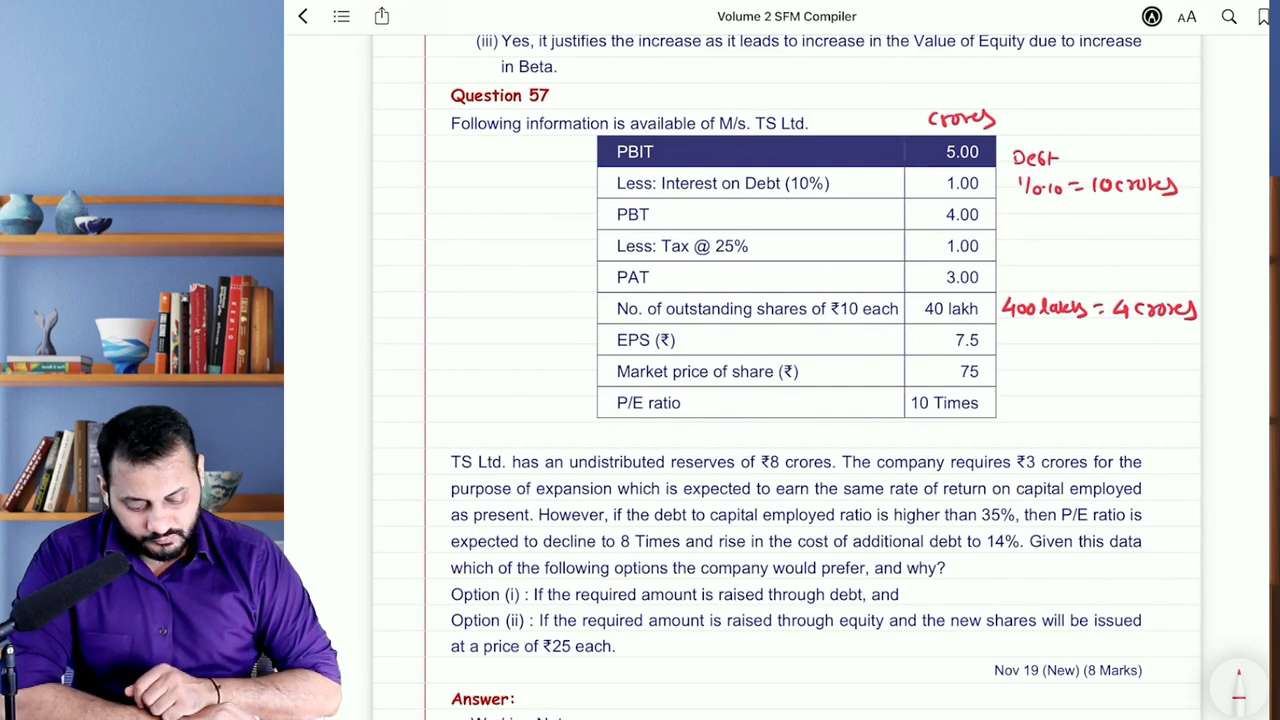 Volume 2 SFM Compiler
AA
(iii) Yes, it justifies the increase as it leads to increase in the Value of Equity due to increase
in Beta.
Question 57
Following information is available of M/s. TS Ltd.
crores
PBIT 5.00
Debt
Less: Interest on Debt (10%) 1.00
1/0.10 = 10 crores
PBT 4.00
Less: Tax @ 25% 1.00
PAT 3.00
No. of outstanding shares of ₹10 each 40 lakh
400 lakhs = 4 crores
EPS (₹) 7.5
Market price of share (₹) 75
P/E ratio 10 Times
TS Ltd. has an undistributed reserves of ₹8 crores. The company requires ₹3 crores for the
purpose of expansion which is expected to earn the same rate of return on capital employed
as present. However, if the debt to capital employed ratio is higher than 35%, then P/E ratio is
expected to decline to 8 Times and rise in the cost of additional debt to 14%. Given this data
which of the following options the company would prefer, and why?
Option (i) : If the required amount is raised through debt, and
Option (ii) : If the required amount is raised through equity and the new shares will be issued
at a price of ₹25 each.
Nov 19 (New) (8 Marks)
Answer: